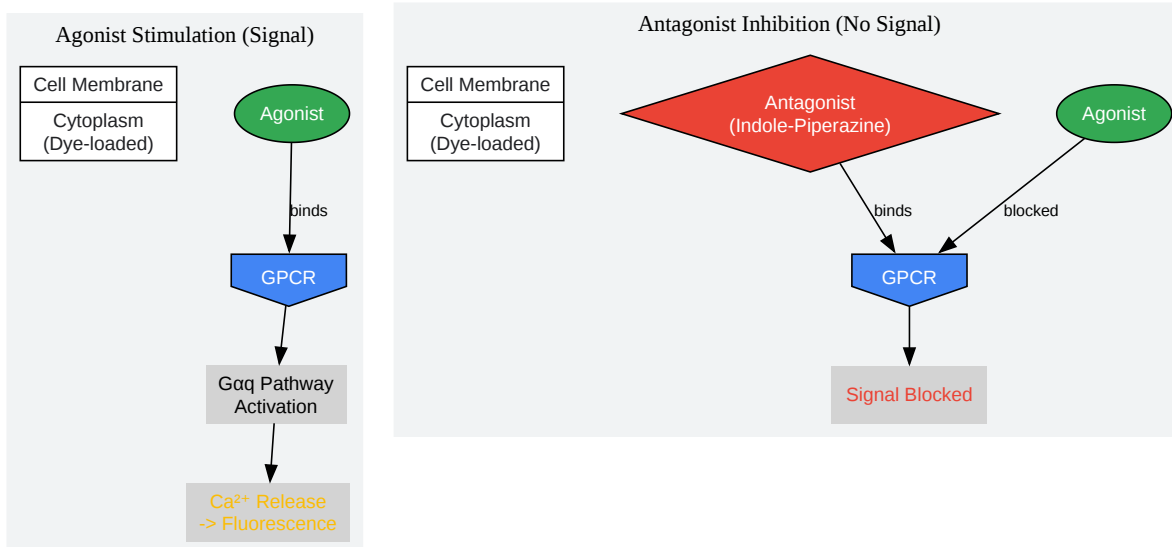 Agonist Stimulation (Signal)
Cell Membrane
Cytoplasm
(Dye-loaded)
Agonist
binds
GPCR
Gαq Pathway
Activation
Ca²⁺ Release
-> Fluorescence
Antagonist Inhibition (No Signal)
Cell Membrane
Cytoplasm
(Dye-loaded)
Antagonist
(Indole-Piperazine)
Agonist
binds
blocked
GPCR
Signal Blocked